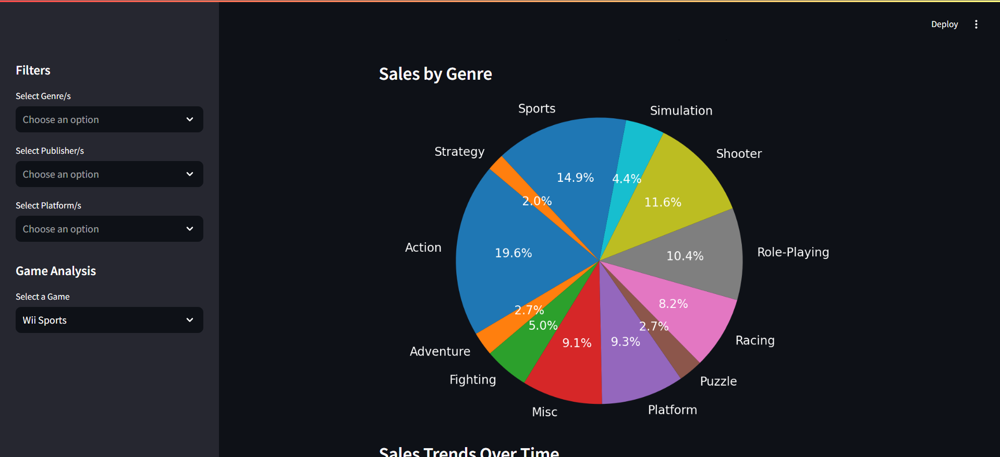 Deploy
Filters
Select Genre/s
Choose an option
Select Publisher/s
Choose an option
Select Platform/s
Choose an option
Game Analysis
Select a Game
Wii Sports
Sales by Genre
Sports
Simulation
Strategy
Shooter
14.9%
4.4%
2.0%
11.6%
Action
19.6%
10.4%
Role-Playing
8.2%
2.7%
5.0%
2.7%
9.1%
9.3%
Racing
Adventure
Fighting
Puzzle
Misc
Platform
Sales Trends Over Time